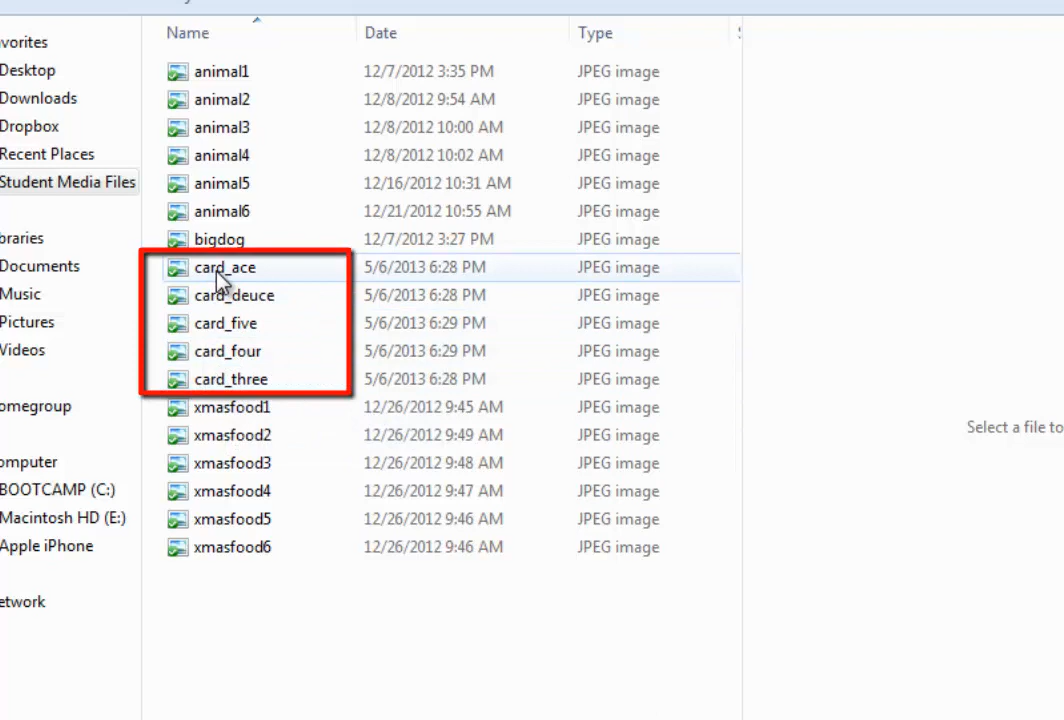 Name Date Type
vorites
Desktop
Downloads
Dropbox
Recent Places
Student Media Files
braries
Documents
Music
Pictures
Videos
omegroup
omputer
BOOTCAMP (C:)
Macintosh HD (E:)
Apple iPhone
etwork
animal1 12/7/2012 3:35 PM JPEG image
animal2 12/8/2012 9:54 AM JPEG image
animal3 12/8/2012 10:00 AM JPEG image
animal4 12/8/2012 10:02 AM JPEG image
animal5 12/16/2012 10:31 AM JPEG image
animal6 12/21/2012 10:55 AM JPEG image
bigdog 12/7/2012 3:27 PM JPEG image
card_ace 5/6/2013 6:28 PM JPEG image
card_deuce 5/6/2013 6:28 PM JPEG image
card_five 5/6/2013 6:29 PM JPEG image
card_four 5/6/2013 6:29 PM JPEG image
card_three 5/6/2013 6:28 PM JPEG image
xmasfood1 12/26/2012 9:45 AM JPEG image
xmasfood2 12/26/2012 9:49 AM JPEG image
xmasfood3 12/26/2012 9:48 AM JPEG image
xmasfood4 12/26/2012 9:47 AM JPEG image
xmasfood5 12/26/2012 9:46 AM JPEG image
xmasfood6 12/26/2012 9:46 AM JPEG image
Select a file to